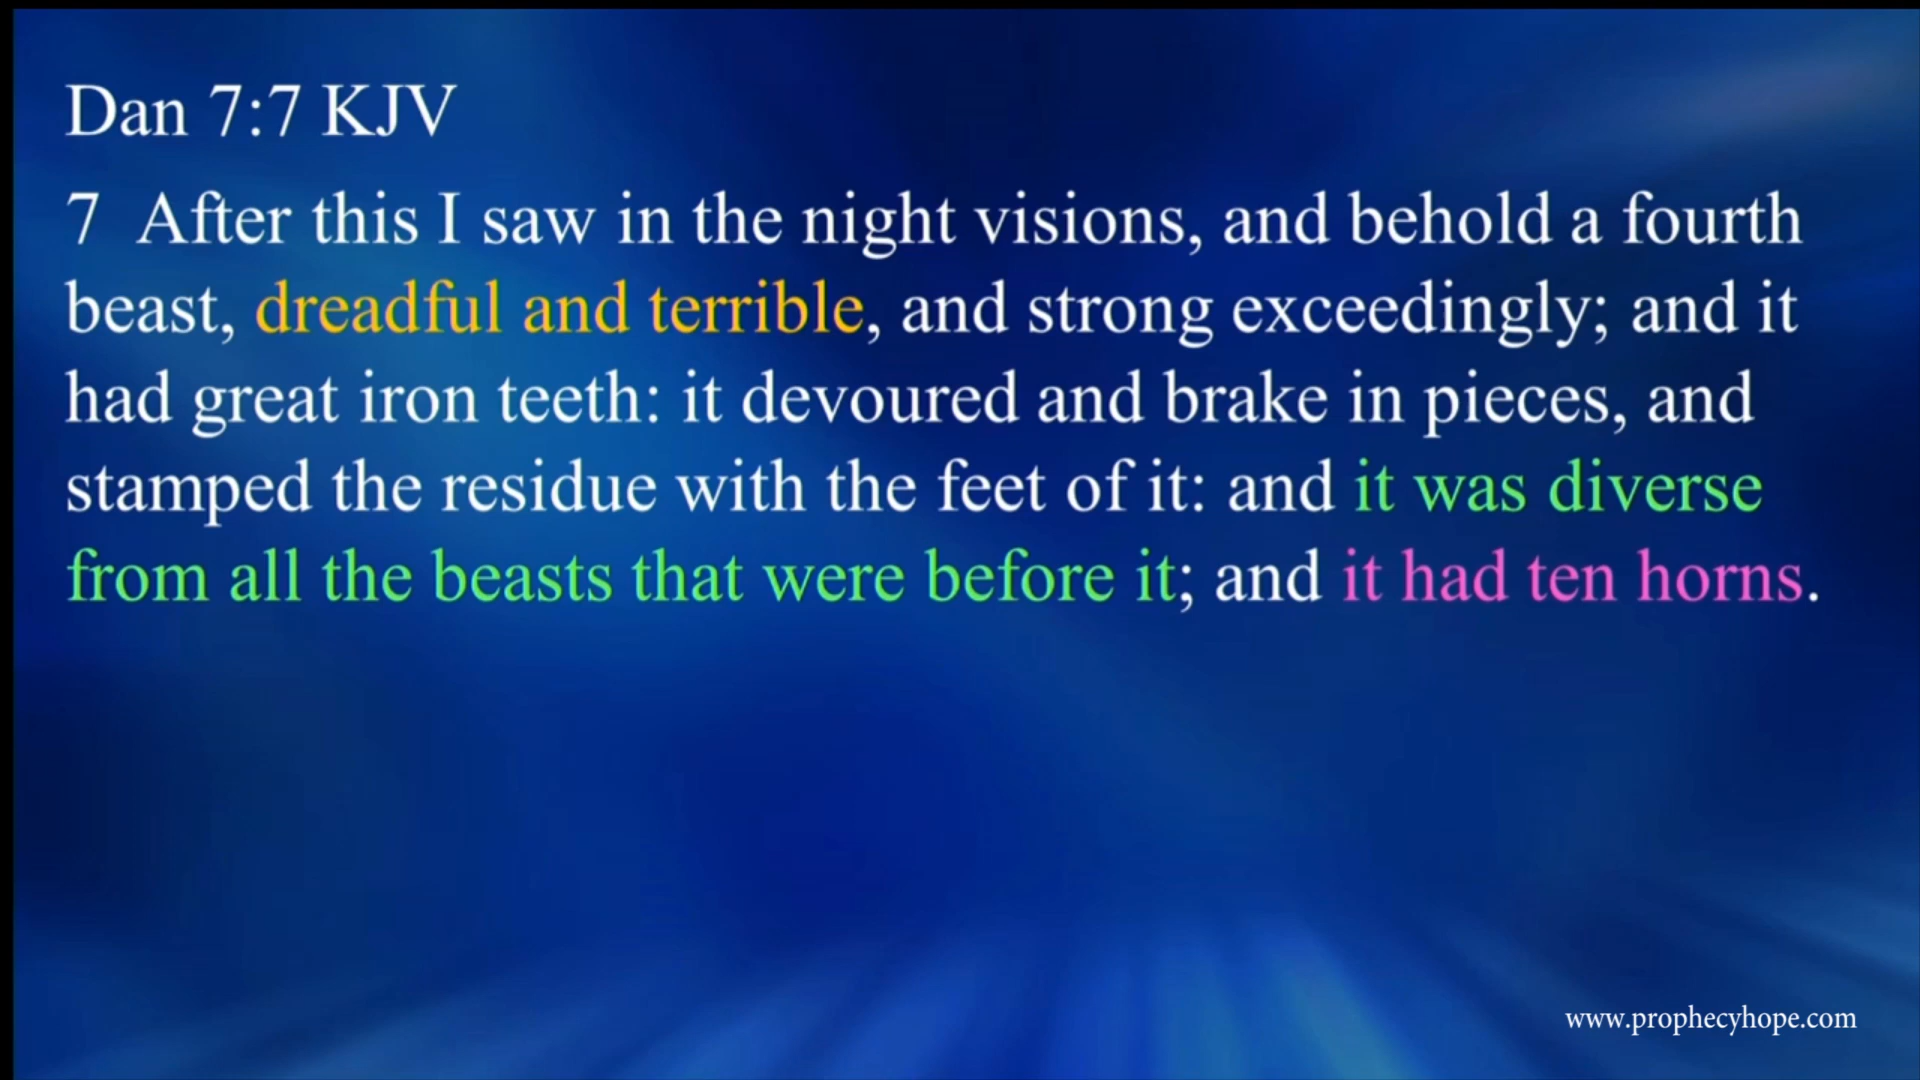 Dan 7:7 KJV
7 After this I saw in the night visions, and behold a fourth
beast, dreadful and terrible, and strong exceedingly; and it
had great iron teeth: it devoured and brake in pieces, and
stamped the residue with the feet of it: and it was diverse
from all the beasts that were before it; and it had ten horns.
www.prophecyhope.com